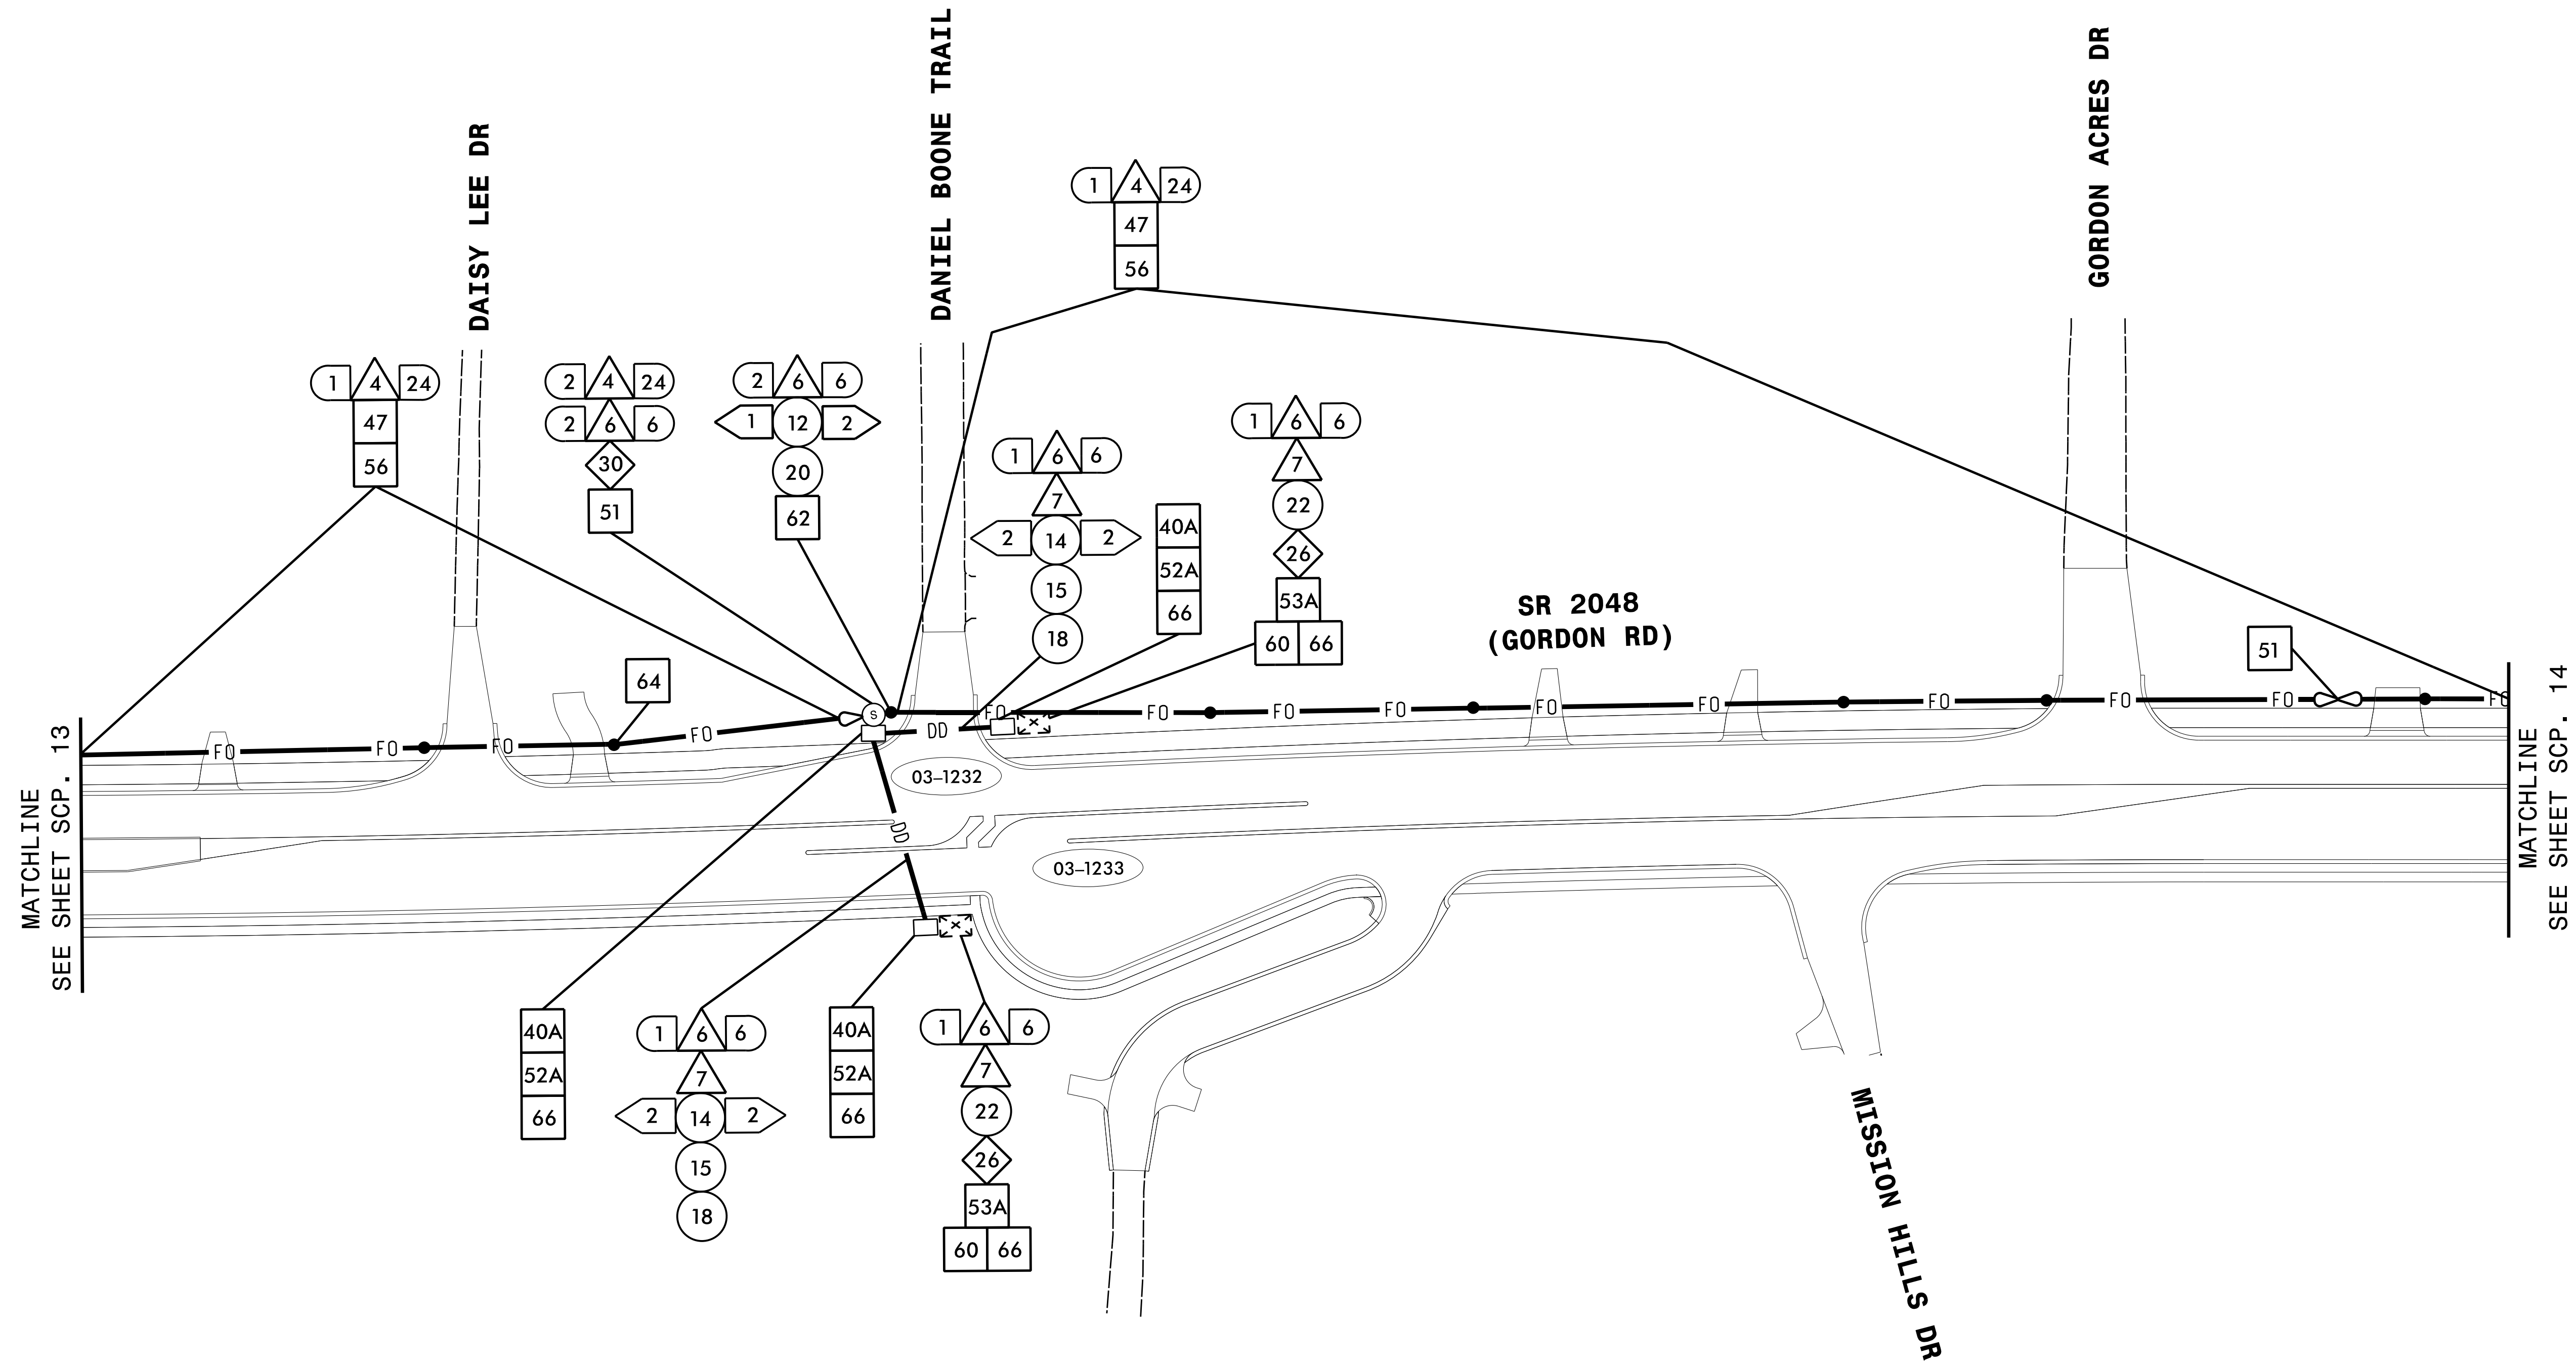 DAISY LEE DR
DANIEL BOONE TRAIL
GORDON ACRES DR
1 4 24
47
56
1 4 24
47
56
2 4 24
2 6 6
30
51
2 6 6
1 12 2
20
62
1 6 6
7
2 14 2
15
18
40A
52A
66
1 6 6
7
22
26
53A
60 66
SR 2048
(GORDON RD)
64
51
S
FO FO FO FO FO FO FO FO FO FO FO FO FO FO
DD
DD
X
X
03-1232
03-1233
MATCHLINE
SEE SHEET SCP. 13
MATCHLINE
SEE SHEET SCP. 14
40A
52A
66
1 6 6
7
2 14 2
15
18
40A
52A
66
1 6 6
7
22
26
53A
60 66
MISSION HILLS DR